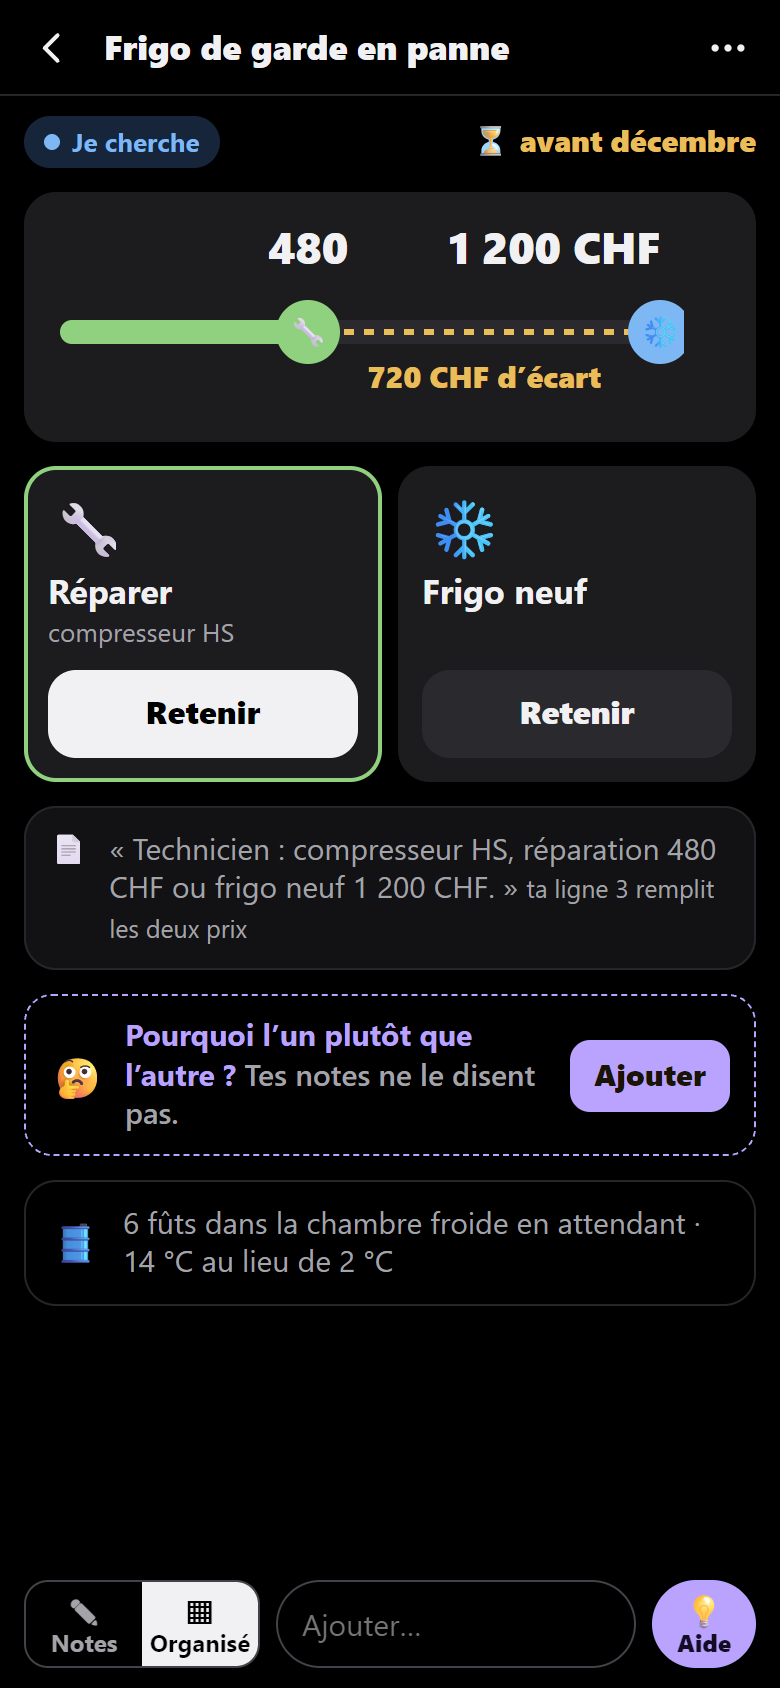 Frigo de garde en panne
Je cherche
avant décembre
480
1 200 CHF
720 CHF d´écart
Réparer
compresseur HS
Retenir
Frigo neuf
Retenir
« Technicien : compresseur HS, réparation 480
CHF ou frigo neuf 1 200 CHF. » ta ligne 3 remplit
les deux prix
Pourquoi l’un plutôt que
l’autre ? Tes notes ne le disent
pas.
Ajouter
6 fûts dans la chambre froide en attendant ·
14 °C au lieu de 2 °C
Notes
Organisé
Ajouter...
Aide